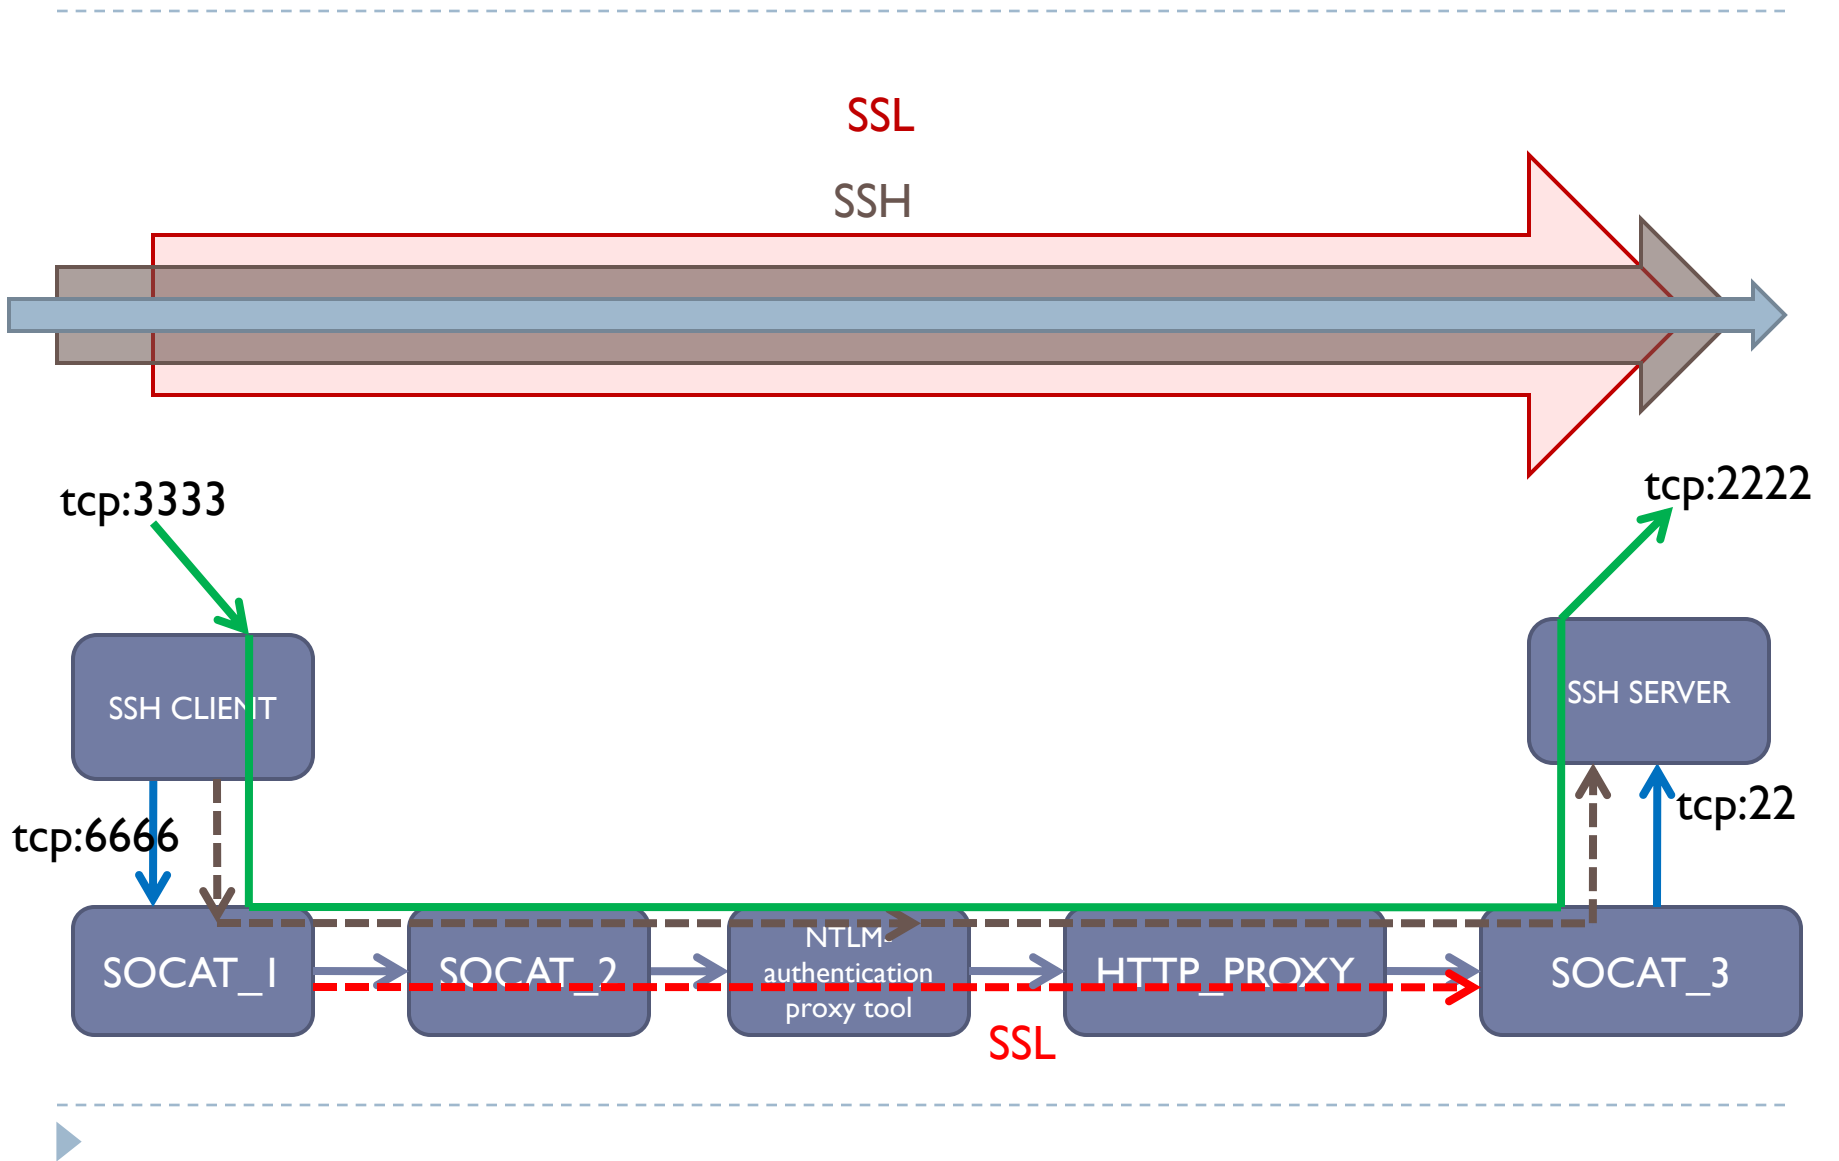 SSL
SSH
tcp:3333
tcp:2222
SSH CLIENT
SSH SERVER
tcp:6666
tcp:22
SOCAT_1
SOCAT_2
NTLM-
authentication
proxy tool
HTTP_PROXY
SOCAT_3
SSL